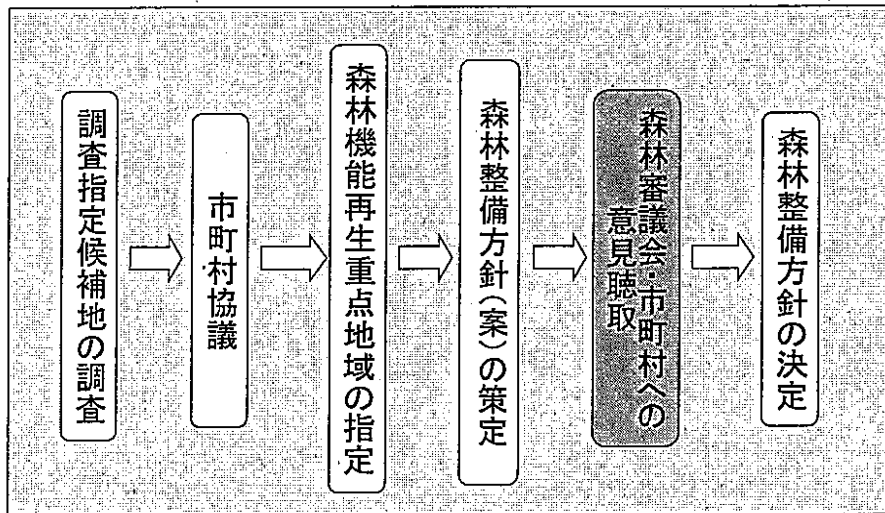 調査指定候補地の調査
市町村協議
森林機能再生重点地域の指定
森林整備方針(案)の策定
森林審議会・市町村への
意見聴取
森林整備方針の決定